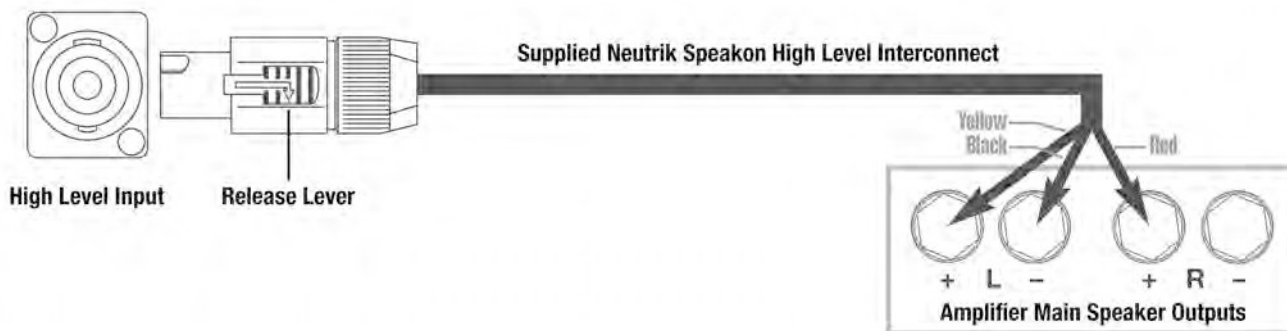 Supplied Neutrik Speakon High Level Interconnect
Yellow
Black
Red
High Level Input
Release Lever
+ L - + R -
Amplifier Main Speaker Outputs